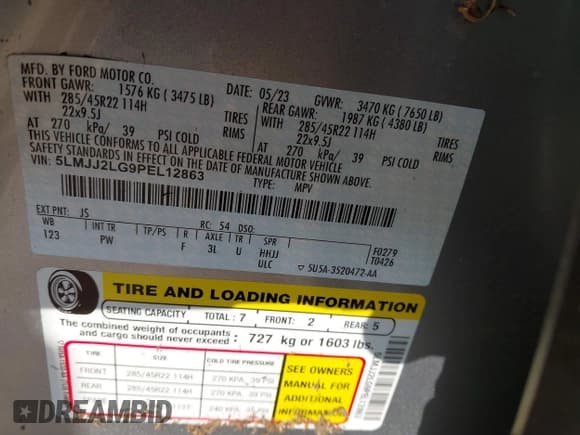 MFD. BY FORD MOTOR CO.
DATE: 05/23 GVWR: 3470 KG ( 7650 LB)
FRONT GAWR: 1576 KG ( 3475 LB) REAR GAWR: 1987 KG ( 4380 LB)
WITH 285/45R22 114H TIRES WITH 285/45R22 114H TIRES
22x9.5J RIMS 22x9.5J RIMS
AT 270 kPa/ 39 PSI COLD AT 270 kPa/ 39 PSI COLD
THIS VEHICLE CONFORMS TO ALL APPLICABLE FEDERAL MOTOR VEHICLE
SAFETY STANDARDS IN EFFECT ON THE DATE OF MANUFACTURE SHOWN ABOVE.
VIN: 5LMJJ2LG9PEL12863
TYPE: MPV
EXT PNT: JS RC: 54 DSO:
WB INT TR TP/PS R AXLE TR SPR
123 PW F 3L U HHJJ F0279
ULC T0426
▽ 5U5A-3520472-AA
TIRE AND LOADING INFORMATION
SEATING CAPACITY TOTAL: 7 FRONT: 2 REAR: 5
The combined weight of occupants
and cargo should never exceed: 727 kg or 1603 lbs.
TIRE SIZE COLD TIRE PRESSURE
FRONT 285/45R22 114H 270 KPA, 39 PSI
REAR 285/45R22 114H 270 KPA, 39 PSI
SEE OWNERS
MANUAL FOR
ADDITIONAL
INFORMATION
DREAMBID